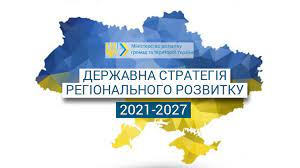 Міністерство розвитку
громад та територій України
ДЕРЖАВНА СТРАТЕГІЯ
РЕГІОНАЛЬНОГО РОЗВИТКУ
2021-2027